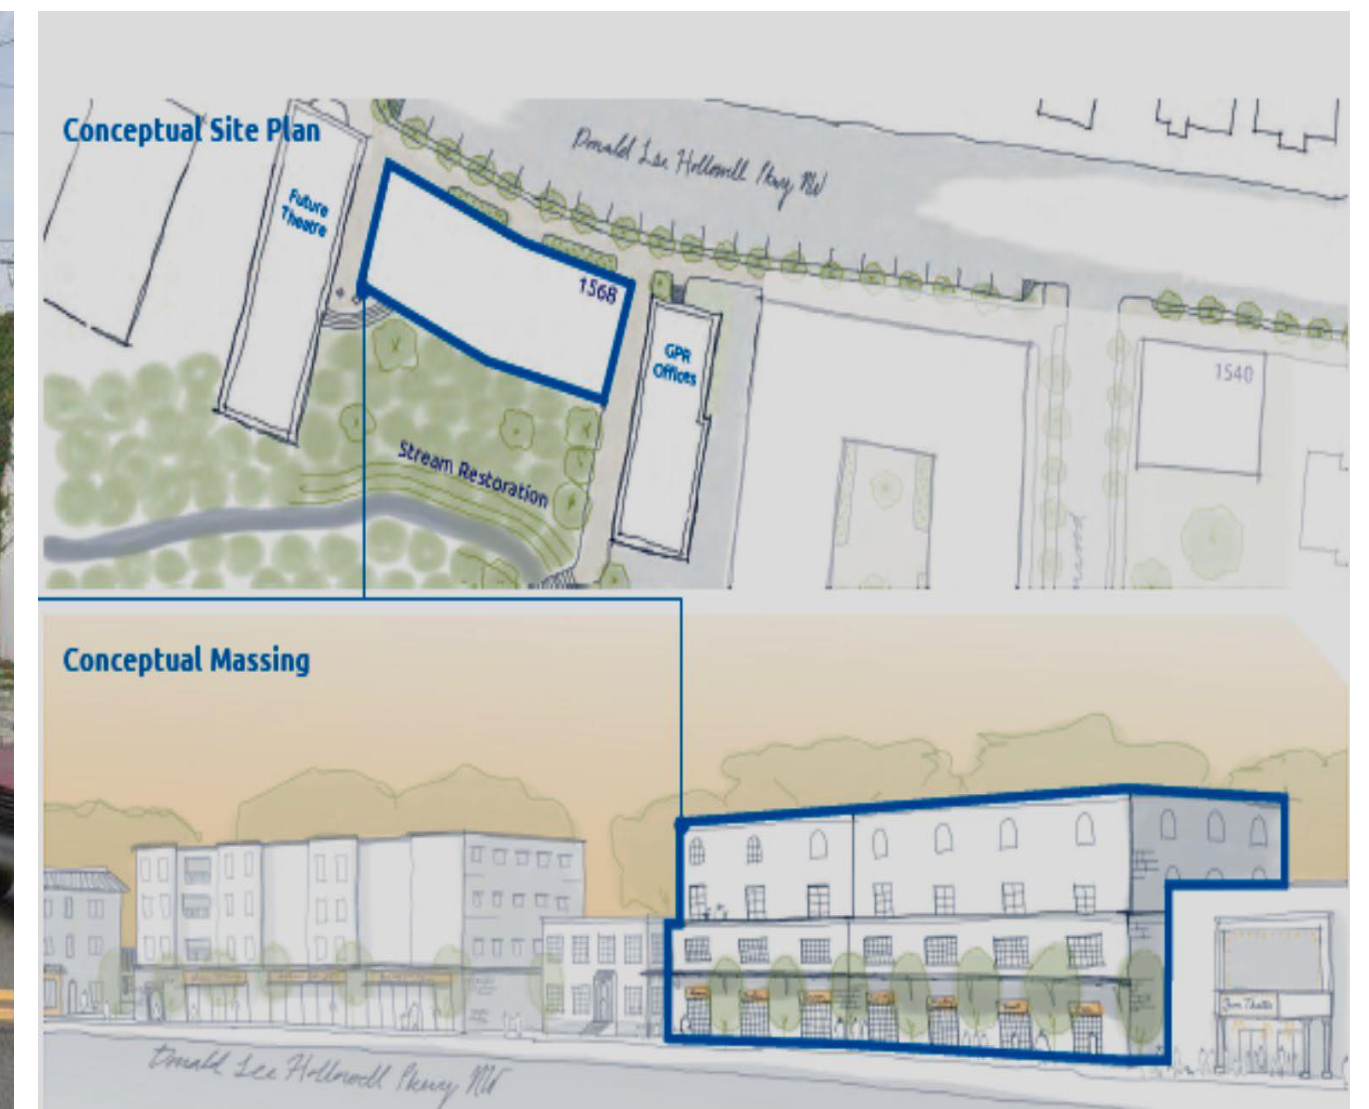 Conceptual Site Plan
Donald Lee Hollowell Pkwy NW
Future
Theatre
1568
GPR
Offices
1540
Stream Restoration
Conceptual Massing
Donald Lee Hollowell Pkwy NW